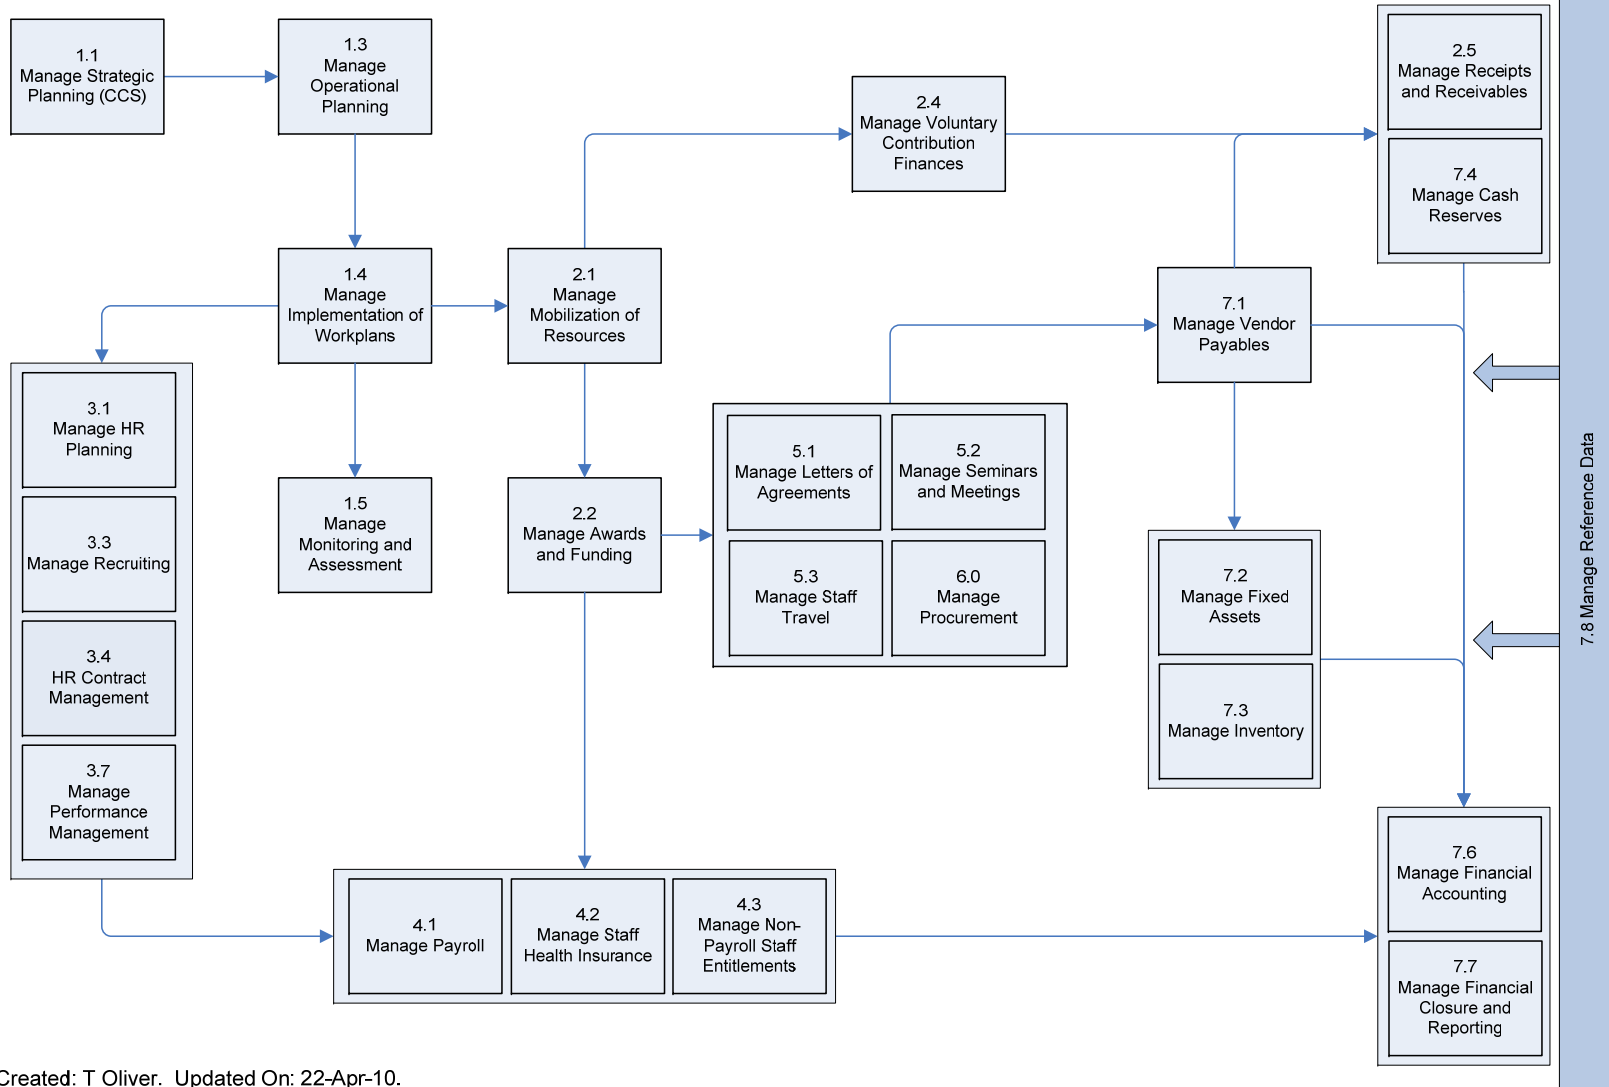 1.1
Manage Strategic
Planning (CCS)
1.3
Manage
Operational
Planning
2.4
Manage Voluntary
Contribution
Finances
2.5
Manage Receipts
and Receivables
7.4
Manage Cash
Reserves
1.4
Manage
Implementation of
Workplans
2.1
Manage
Mobilization of
Resources
7.1
Manage Vendor
Payables
3.1
Manage HR
Planning
3.3
Manage Recruiting
3.4
HR Contract
Management
3.7
Manage
Performance
Management
1.5
Manage
Monitoring and
Assessment
2.2
Manage Awards
and Funding
5.1
Manage Letters of
Agreements
5.2
Manage Seminars
and Meetings
5.3
Manage Staff
Travel
6.0
Manage
Procurement
7.2
Manage Fixed
Assets
7.3
Manage Inventory
7.8 Manage Reference Data
4.1
Manage Payroll
4.2
Manage Staff
Health Insurance
4.3
Manage Non-
Payroll Staff
Entitlements
7.6
Manage Financial
Accounting
7.7
Manage Financial
Closure and
Reporting
Created: T Oliver. Updated On: 22-Apr-10.